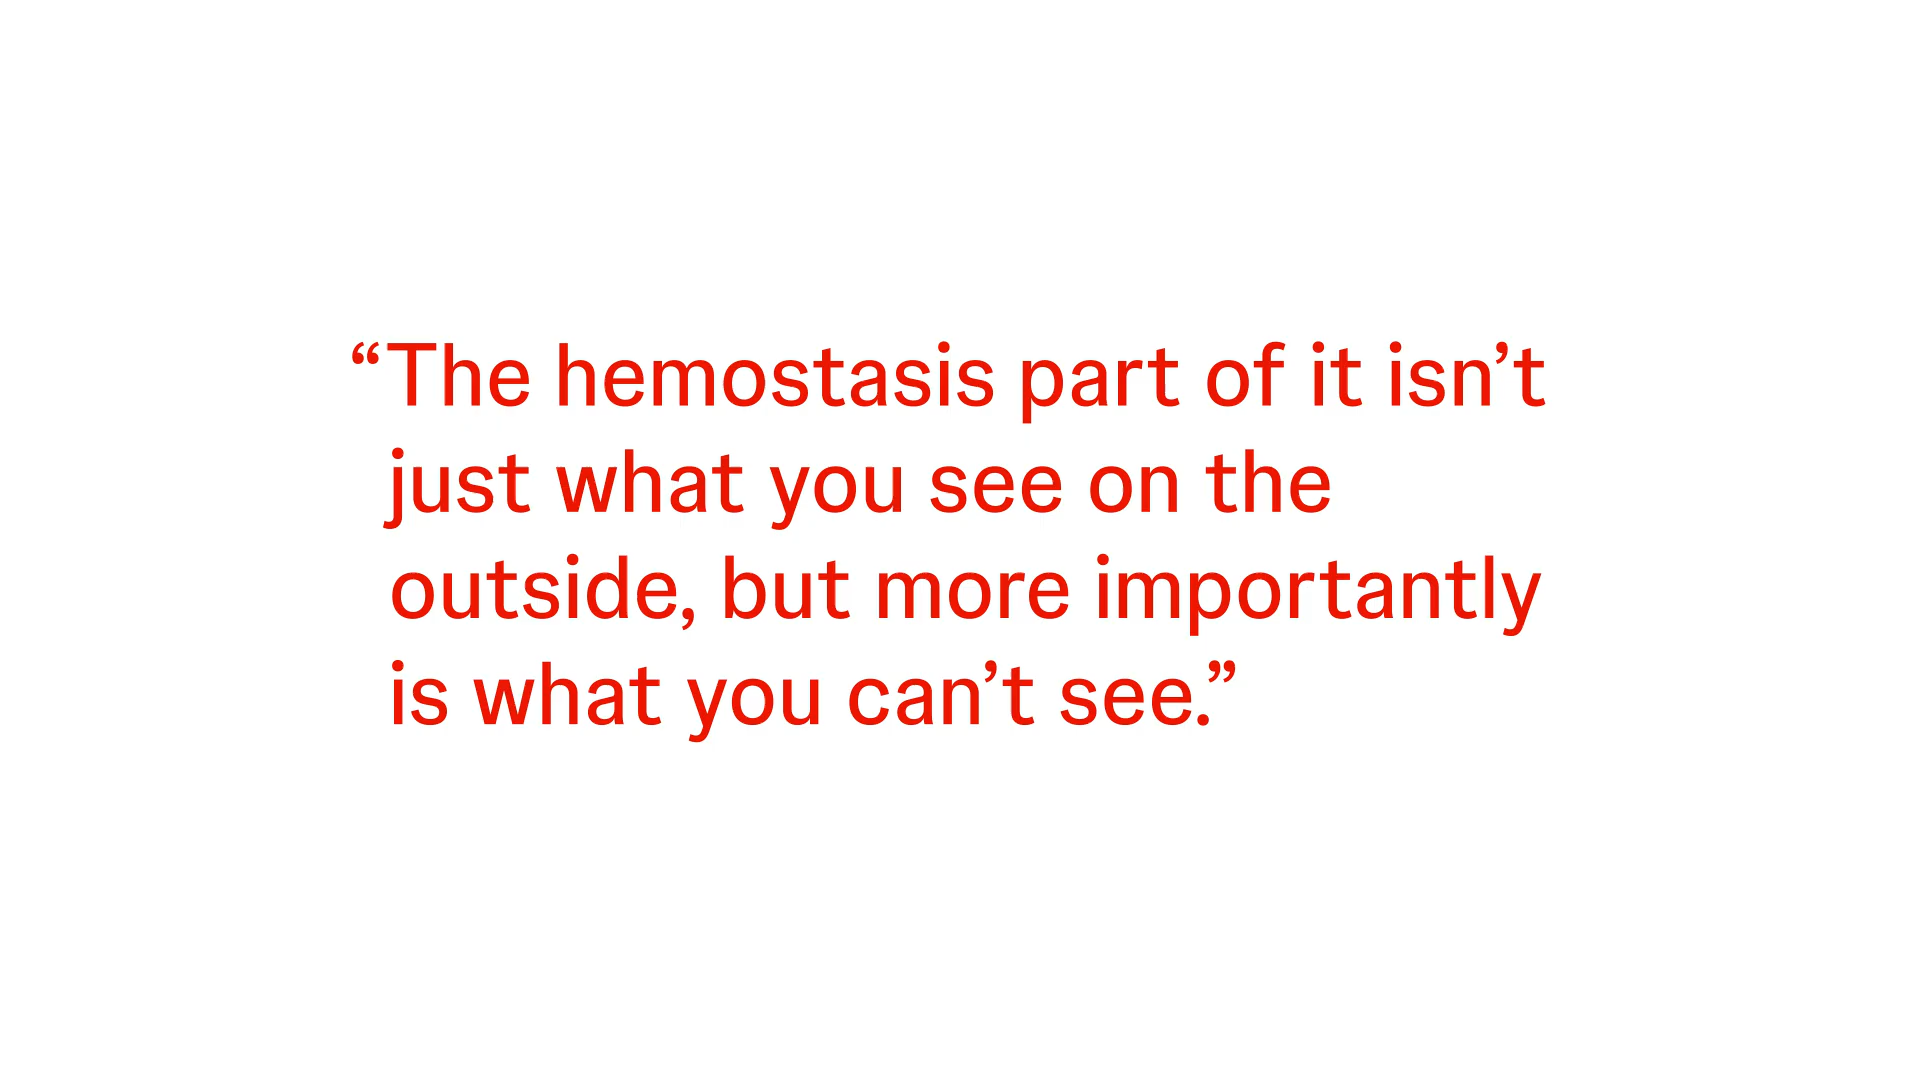 “The hemostasis part of it isn’t
just what you see on the
outside, but more importantly
is what you can’t see.”